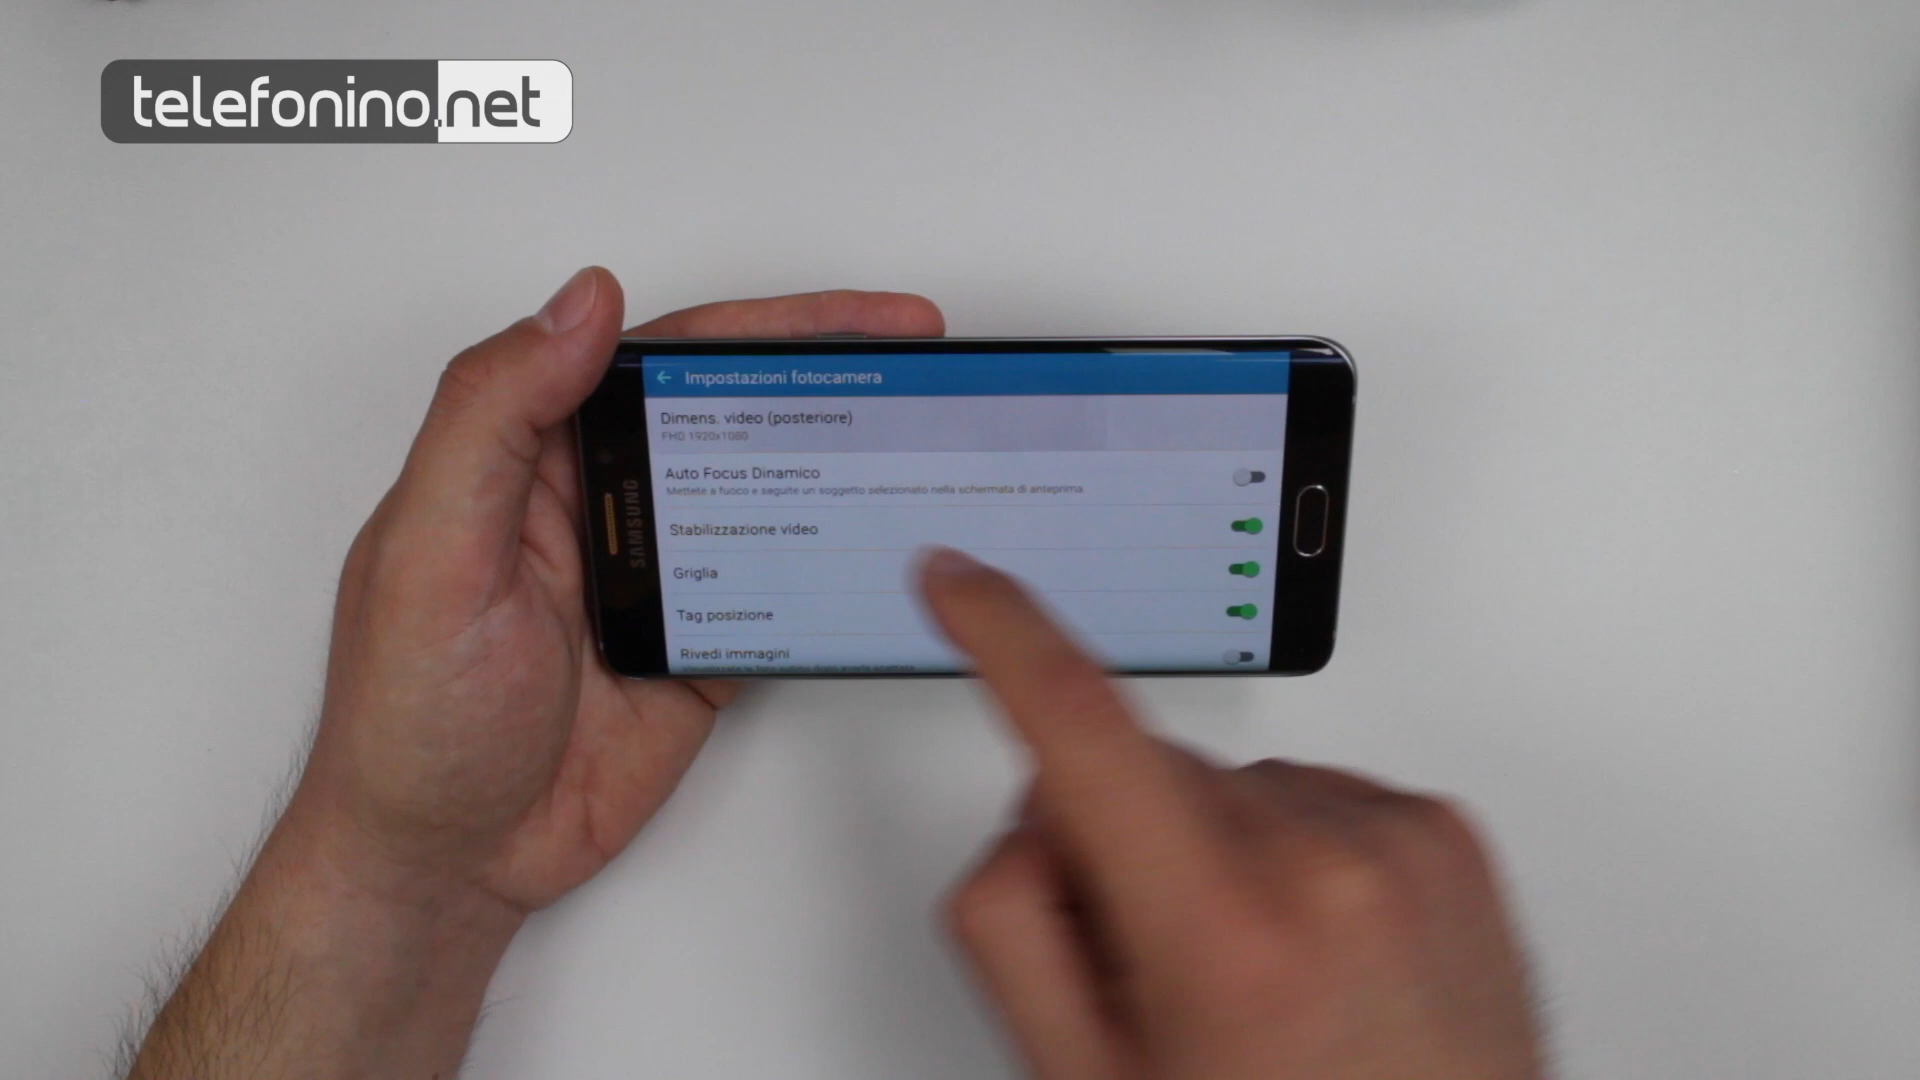 telefonino.net
Impostazioni fotocamera
Dimens. video (posteriore)
FHD 1920x1080
Auto Focus Dinamico
Mettete a fuoco e seguite un soggetto selezionato nella schermata di anteprima
Stabilizzazione video
Griglia
Tag posizione
Rivedi immagini
SAMSUNG